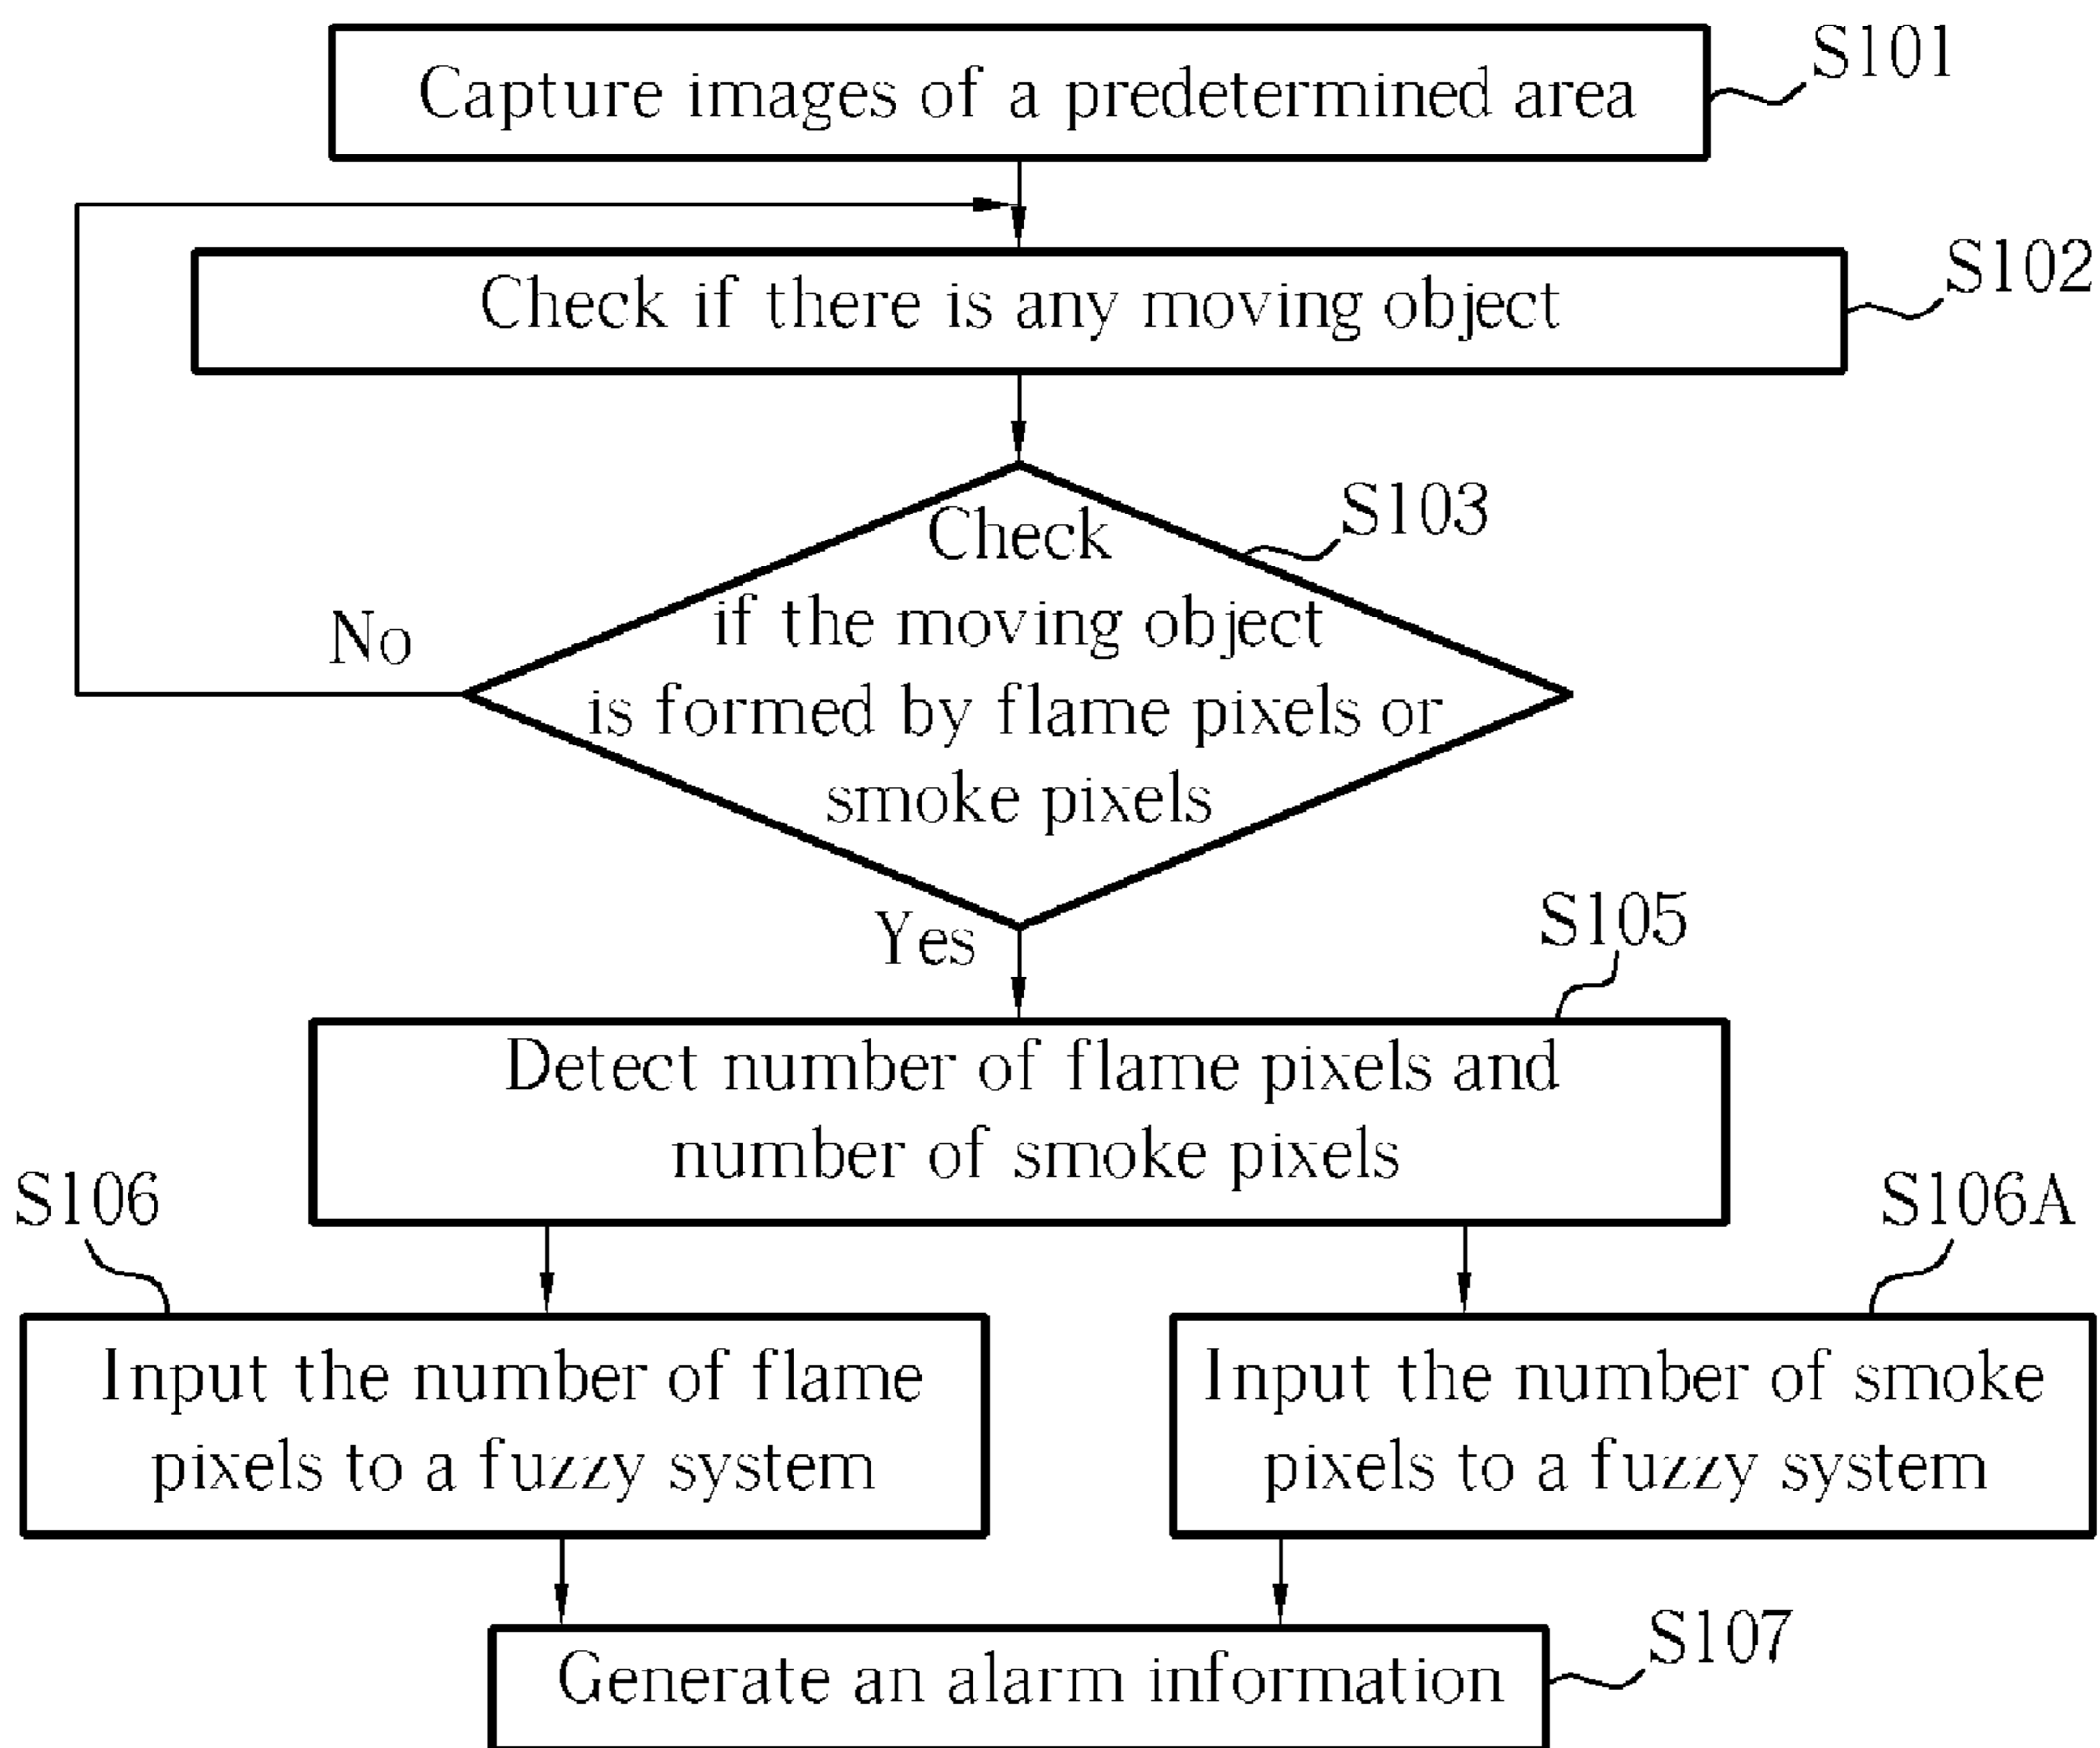 Capture images of a predetermined area
S101
Check if there is any moving object
S102
Check
if the moving object
is formed by flame pixels or
smoke pixels
S103
No
Yes
S105
Detect number of flame pixels and
number of smoke pixels
S106
S106A
Input the number of flame
pixels to a fuzzy system
Input the number of smoke
pixels to a fuzzy system
Generate an alarm information
S107